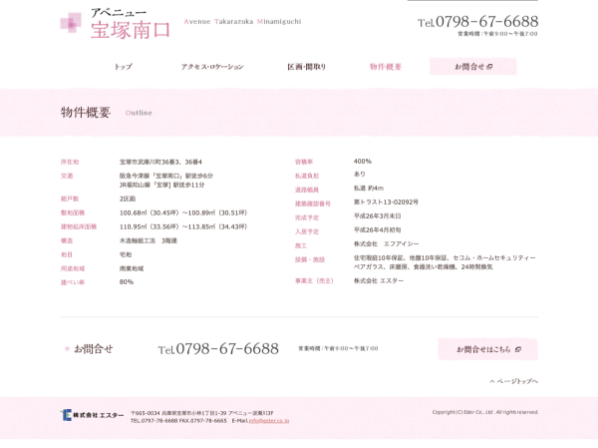 アベニュー
宝塚南口
Avenue Takarazuka Minamiguchi
Tel.0798-67-6688
営業時間:午前9:00〜午後7:00
トップ
アクセス・ロケーション
区画・間取り
物件概要
お問合せ
物件概要
Outline
所在地 宝塚市武庫川町36番3、36番4
交通 阪急今津線「宝塚南口」駅徒歩6分
JR福知山線「宝塚」駅徒歩11分
総戸数 2区画
敷地面積 100.68㎡（30.45坪）〜100.89㎡（30.51坪）
建物延床面積 110.95㎡（33.56坪）〜113.85㎡（34.43坪）
構造 木造軸組工法 3階建
地目 宅地
用途地域 商業地域
建ぺい率 80%
容積率 400%
私道負担 あり
道路幅員 私道 約4m
建築確認番号 第トラスト13-02092号
完成予定 平成26年3月末日
入居予定 平成26年4月初旬
施工 株式会社 エフアイシー
設備・施設 住宅瑕疵10年保証、地盤10年保証、セコム・ホームセキュリティー
ペアガラス、床暖房、食器洗い乾燥機、24時間換気
事業主（売主） 株式会社 エスター
お問合せ
Tel.0798-67-6688
営業時間:午前9:00〜午後7:00
お問合せはこちら
ページトップへ
株式会社 エスター
〒665-0034 兵庫県宝塚市小林1丁目1-39 アベニュー逆瀬川3F
TEL.0797-78-6688 FAX.0797-78-6665 E-Mail.info@ester.co.jp
Copyright (C) Ester Co., Ltd. All rights reserved.